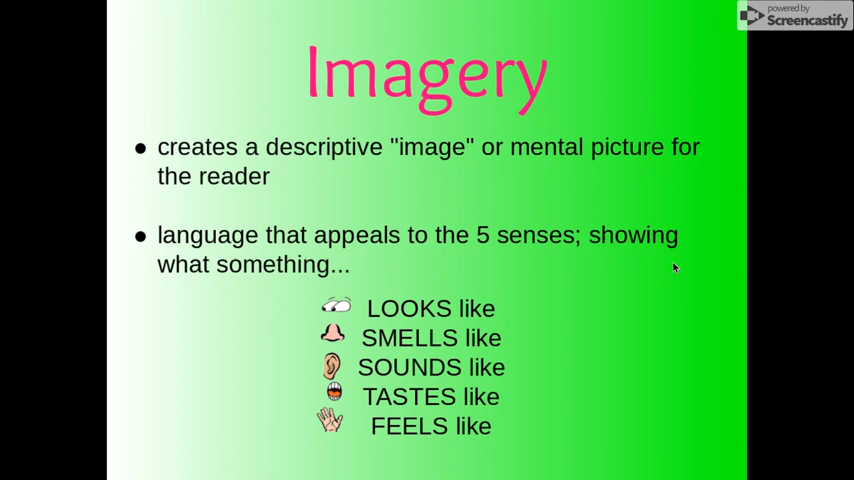 powered by
Screencastify
Imagery
● creates a descriptive "image" or mental picture for
the reader
● language that appeals to the 5 senses; showing
what something...
LOOKS like
SMELLS like
SOUNDS like
TASTES like
FEELS like